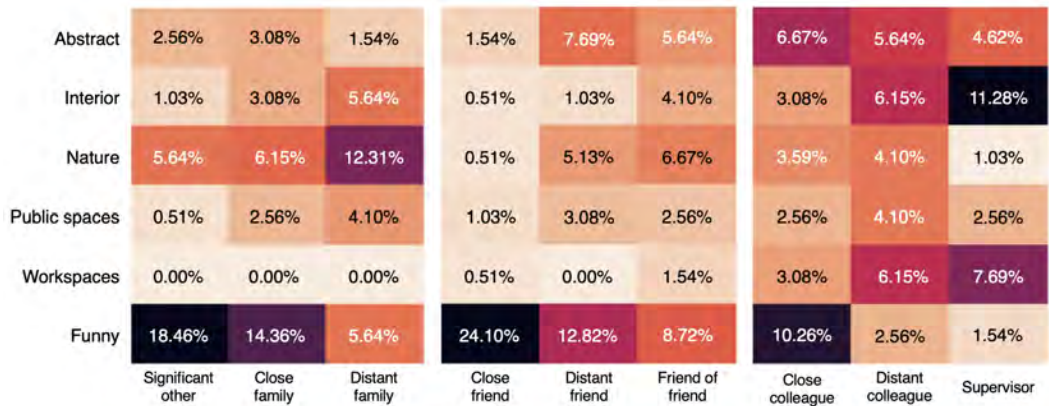 Abstract 2.56% 3.08% 1.54% 1.54% 7.69% 5.64% 6.67% 5.64% 4.62%
Interior 1.03% 3.08% 5.64% 0.51% 1.03% 4.10% 3.08% 6.15% 11.28%
Nature 5.64% 6.15% 12.31% 0.51% 5.13% 6.67% 3.59% 4.10% 1.03%
Public spaces 0.51% 2.56% 4.10% 1.03% 3.08% 2.56% 2.56% 4.10% 2.56%
Workspaces 0.00% 0.00% 0.00% 0.51% 0.00% 1.54% 3.08% 6.15% 7.69%
Funny 18.46% 14.36% 5.64% 24.10% 12.82% 8.72% 10.26% 2.56% 1.54%
Significant other
Close family
Distant family
Close friend
Distant friend
Friend of friend
Close colleague
Distant colleague
Supervisor